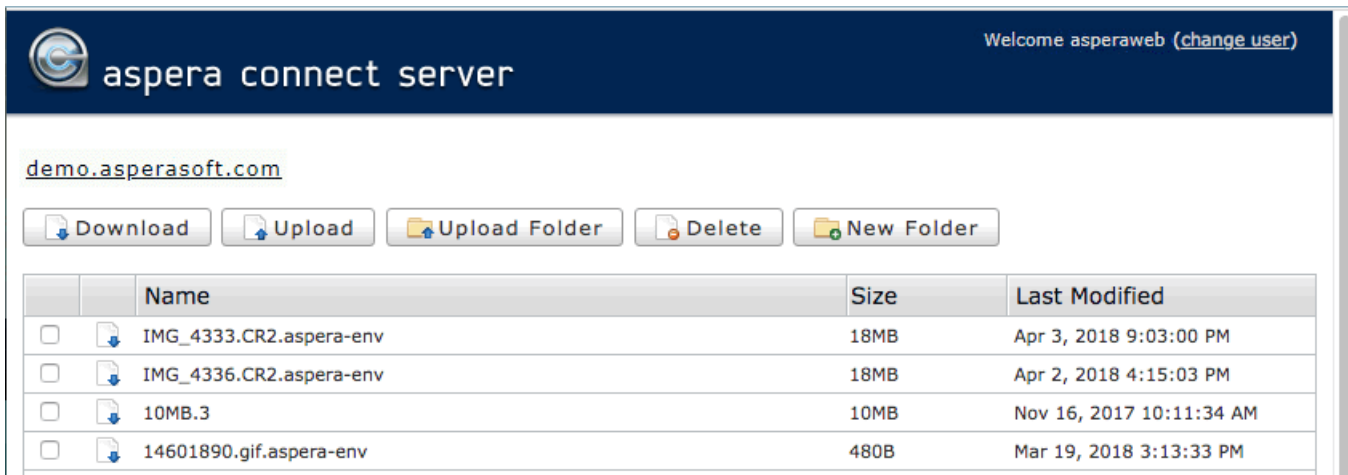 Welcome asperaweb (change user)
aspera connect server
demo.asperasoft.com
Download Upload Upload Folder Delete New Folder
Name Size Last Modified
IMG_4333.CR2.aspera-env 18MB Apr 3, 2018 9:03:00 PM
IMG_4336.CR2.aspera-env 18MB Apr 2, 2018 4:15:03 PM
10MB.3 10MB Nov 16, 2017 10:11:34 AM
14601890.gif.aspera-env 480B Mar 19, 2018 3:13:33 PM